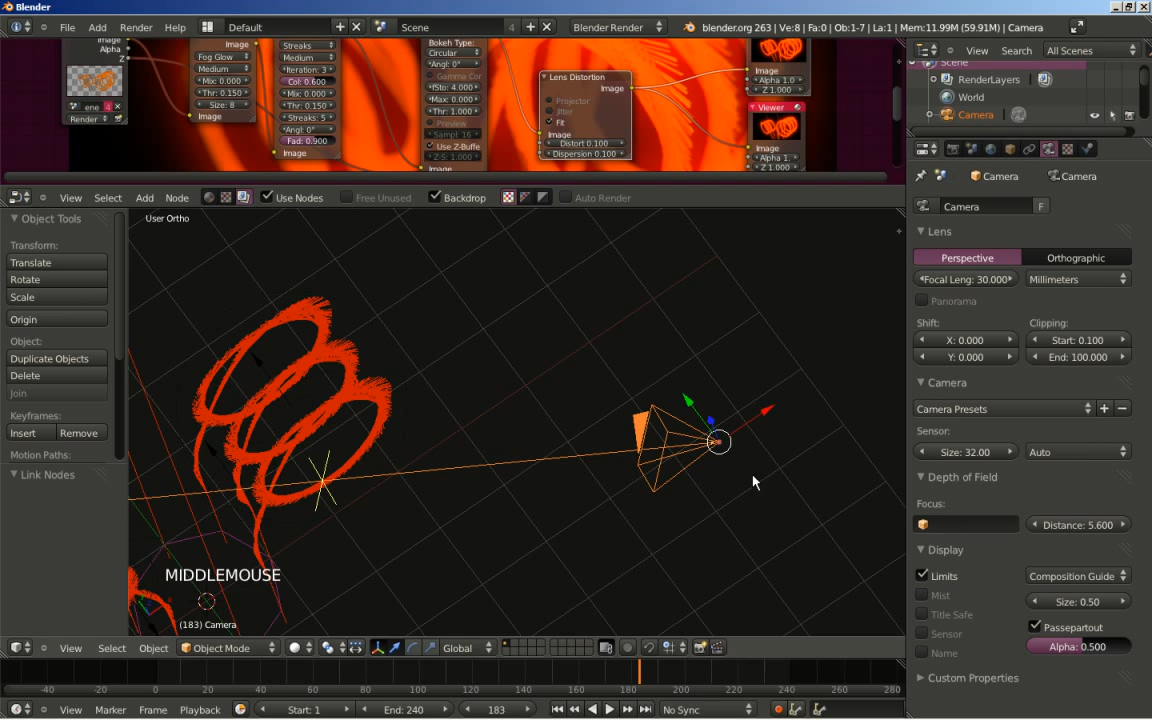 Blender
File Add Render Help Default Scene 4 Blender Render blender.org 263 | Ve:8 | Fa:0 | Ob:1-7 | La:1 | Mem:11.99M (59.91M) | Camera
Image
Alpha
Z
Render
Image
Fog Glow
Medium
Mix: 0.000
Thr: 0.150
Size: 8
Image
Streaks
Medium
Iteration: 3
Col: 0.600
Mix: 0.000
Thr: 0.150
Streaks: 5
Angl: 0°
Fad: 0.900
Image
Bokeh Type:
Circular
Angl: 0°
Gamma Cor
fSto: 4.000
Max: 0.000
Thr: 1.000
Preview
Sampl: 16
Use Z-Buffe
Z-S: 1.000
Image
Lens Distortion
Image
Projector
Jitter
Fit
Image
Distort 0.100
Dispersion 0.100
Image
Alpha 1.0
Z 1.000
Viewer
Image
Alpha 1.
Z 1.000
View Search All Scenes
Scene
RenderLayers
World
Camera
View Select Add Node Use Nodes Free Unused Backdrop Auto Render
Object Tools
Transform:
Translate
Rotate
Scale
Origin
Object:
Duplicate Objects
Delete
Join
Keyframes:
Insert Remove
Motion Paths:
Link Nodes
User Ortho
MIDDLEMOUSE
(183) Camera
Camera Camera
Camera F
Lens
Perspective Orthographic
Focal Len: 30.000 Millimeters
Panorama
Shift: Clipping:
X: 0.000 Start: 0.100
Y: 0.000 End: 100.000
Camera
Camera Presets
Sensor:
Size: 32.00 Auto
Depth of Field
Focus:
Distance: 5.600
Display
Limits Composition Guide
Mist Size: 0.50
Title Safe Passepartout
Sensor Alpha: 0.500
Name
Custom Properties
View Select Object Object Mode Global
-40 -20 0 20 40 60 80 100 120 140 160 180 200 220 240 260 280
View Marker Frame Playback Start: 1 End: 240 183 No Sync